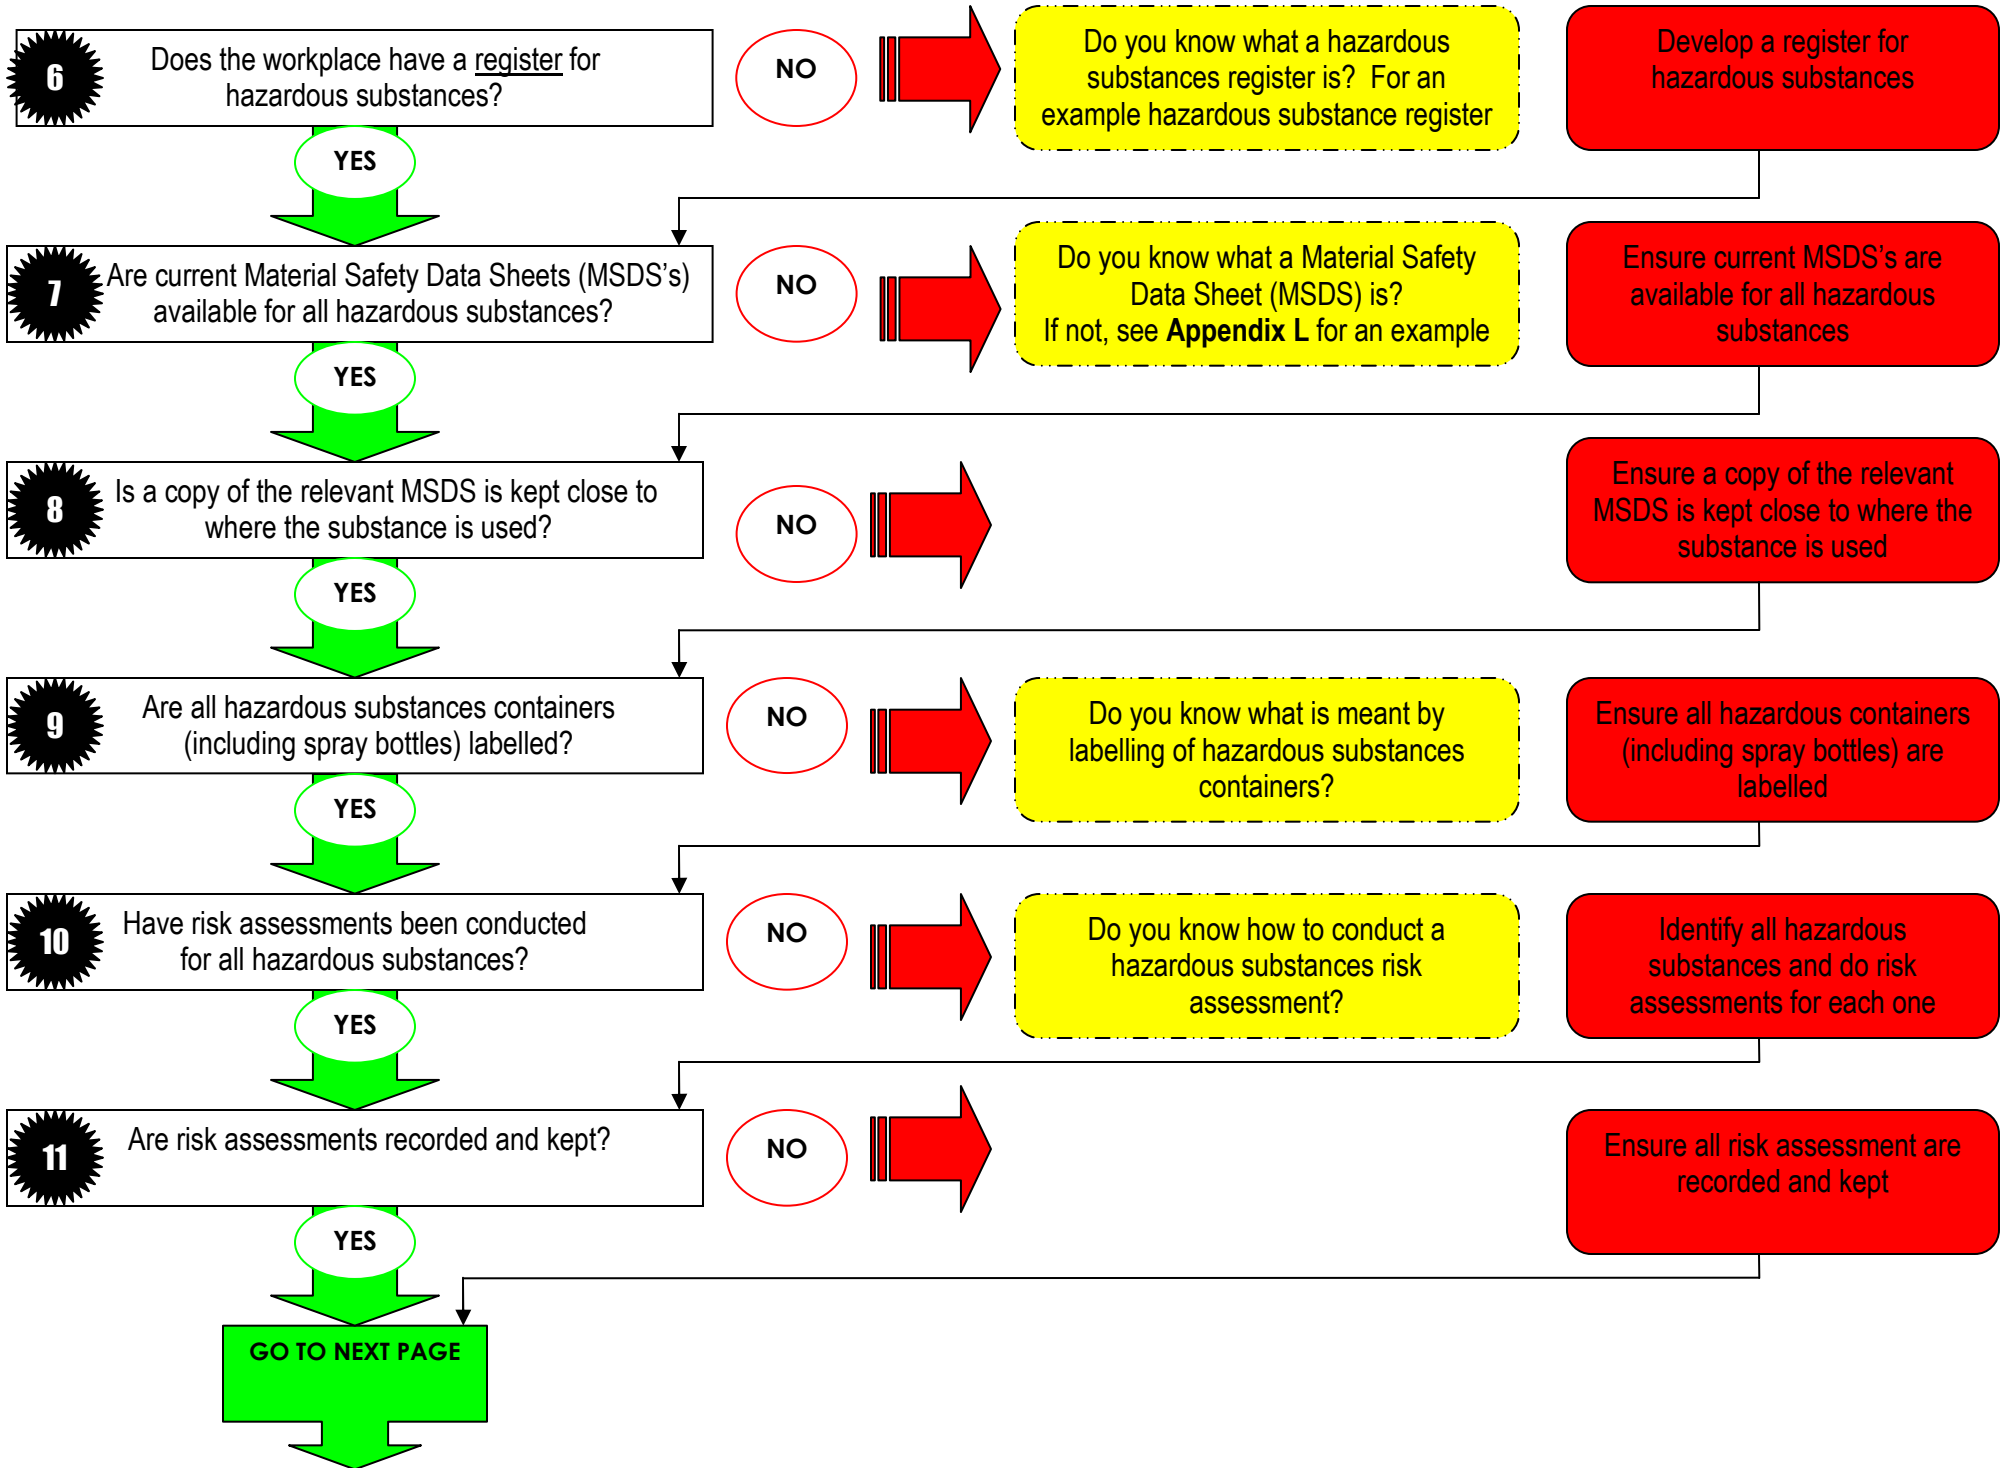 6
Does the workplace have a register for
hazardous substances?
NO
Do you know what a hazardous
substances register is?  For an
example hazardous substance register
Develop a register for
hazardous substances
YES
7
Are current Material Safety Data Sheets (MSDS’s)
available for all hazardous substances?
NO
Do you know what a Material Safety
Data Sheet (MSDS) is?
If not, see Appendix L for an example
Ensure current MSDS’s are
available for all hazardous
substances
YES
8
Is a copy of the relevant MSDS is kept close to
where the substance is used?
NO
Ensure a copy of the relevant
MSDS is kept close to where the
substance is used
YES
9
Are all hazardous substances containers
(including spray bottles) labelled?
NO
Do you know what is meant by
labelling of hazardous substances
containers?
Ensure all hazardous containers
(including spray bottles) are
labelled
YES
10
Have risk assessments been conducted
for all hazardous substances?
NO
Do you know how to conduct a
hazardous substances risk
assessment?
Identify all hazardous
substances and do risk
assessments for each one
YES
11
Are risk assessments recorded and kept?
NO
Ensure all risk assessment are
recorded and kept
YES
GO TO NEXT PAGE